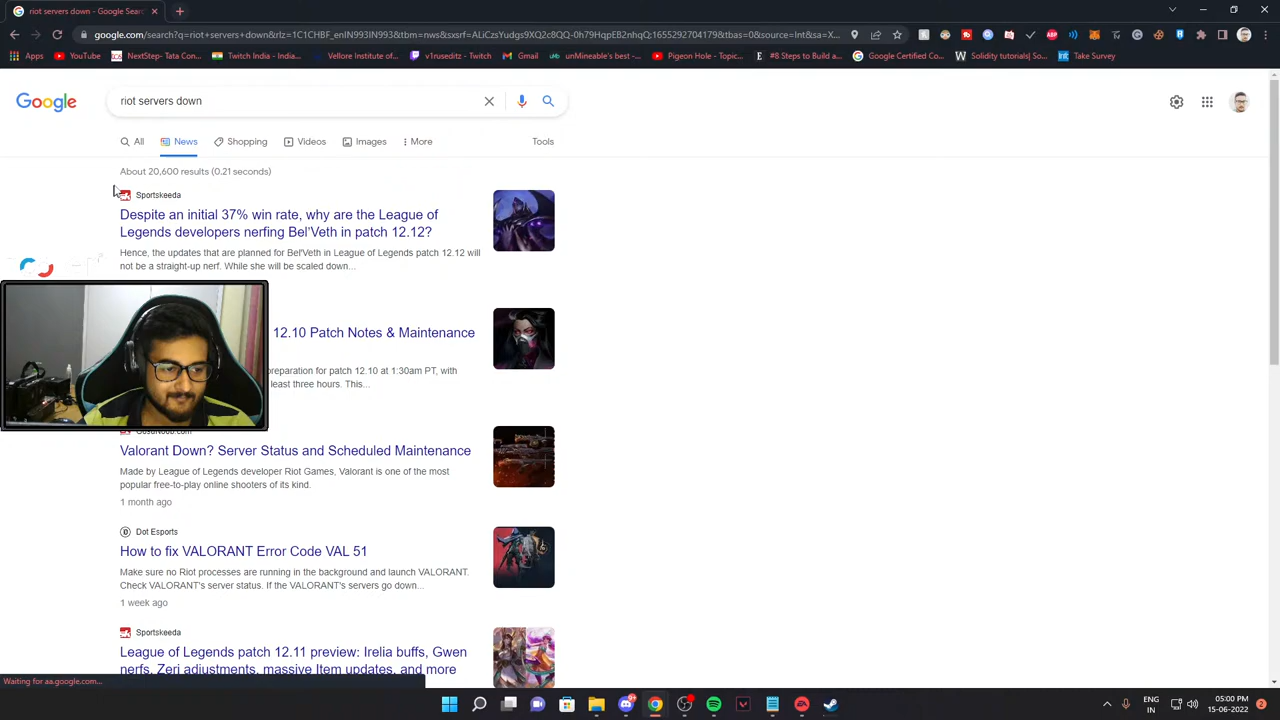 riot servers down - Google Searc
google.com/search?q=riot+servers+down&rlz=1C1CHBF_enIN993IN993&tbm=nws&sxsrf=ALiCzsYudgs9XQ2c8QQ-0h79HqpEB2nhqQ:1655292704179&tbas=0&source=lnt&sa=X...
Apps
YouTube
NextStep- Tata Con...
Twitch India - India...
Vellore Institute of...
v1ruseditz - Twitch
Gmail
unMineable's best -...
Pigeon Hole - Topic...
#8 Steps to Build a...
Google Certified Co...
Solidity tutorials| So...
Take Survey
Google
riot servers down
All
News
Shopping
Videos
Images
More
Tools
About 20,600 results (0.21 seconds)
Sportskeeda
Despite an initial 37% win rate, why are the League of
Legends developers nerfing Bel'Veth in patch 12.12?
Hence, the updates that are planned for Bel'Veth in League of Legends patch 12.12 will
not be a straight-up nerf. While she will be scaled down...
12.10 Patch Notes & Maintenance
reparation for patch 12.10 at 1:30am PT, with
least three hours. This...
Valorant Down? Server Status and Scheduled Maintenance
Made by League of Legends developer Riot Games, Valorant is one of the most
popular free-to-play online shooters of its kind.
1 month ago
Dot Esports
How to fix VALORANT Error Code VAL 51
Make sure no Riot processes are running in the background and launch VALORANT.
Check VALORANT's server status. If the VALORANT's servers go down...
1 week ago
Sportskeeda
League of Legends patch 12.11 preview: Irelia buffs, Gwen
nerfs, Zeri adjustments, massive Item updates, and more
Waiting for aa.google.com...
ENG
IN
05:00 PM
15-06-2022